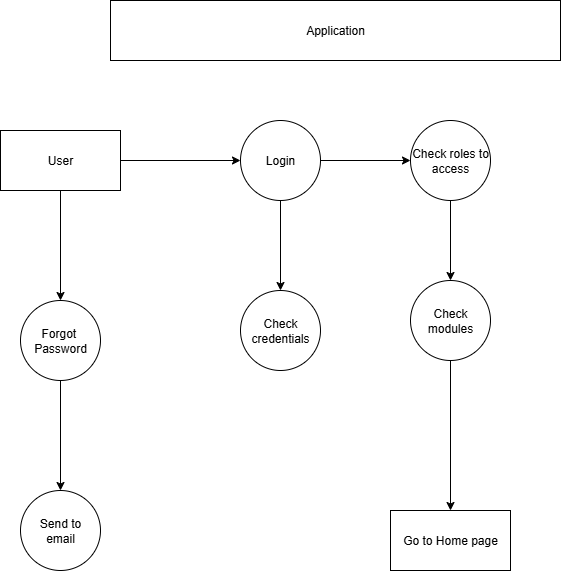 Application
User
Login
Check roles to
access
Forgot
Password
Check
credentials
Check
modules
Send to
email
Go to Home page